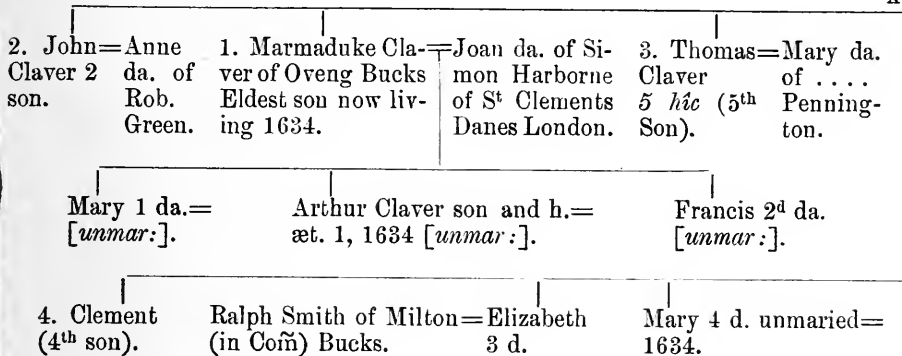 2. John=Anne
Claver 2 da. of
son. Rob.
Green.
1. Marmaduke Cla-=Joan da. of Si-
ver of Oveng Bucks mon Harborne
Eldest son now liv- of St Clements
ing 1634. Danes London.
3. Thomas=Mary da.
Claver of ....
5 hîc (5th Penning-
Son). ton.
Mary 1 da.=
[unmar:].
Arthur Claver son and h.=
æt. 1, 1634 [unmar:].
Francis 2d da.
[unmar:].
4. Clement
(4th son).
Ralph Smith of Milton=Elizabeth
(in Com̃) Bucks. 3 d.
Mary 4 d. unmaried=
1634.